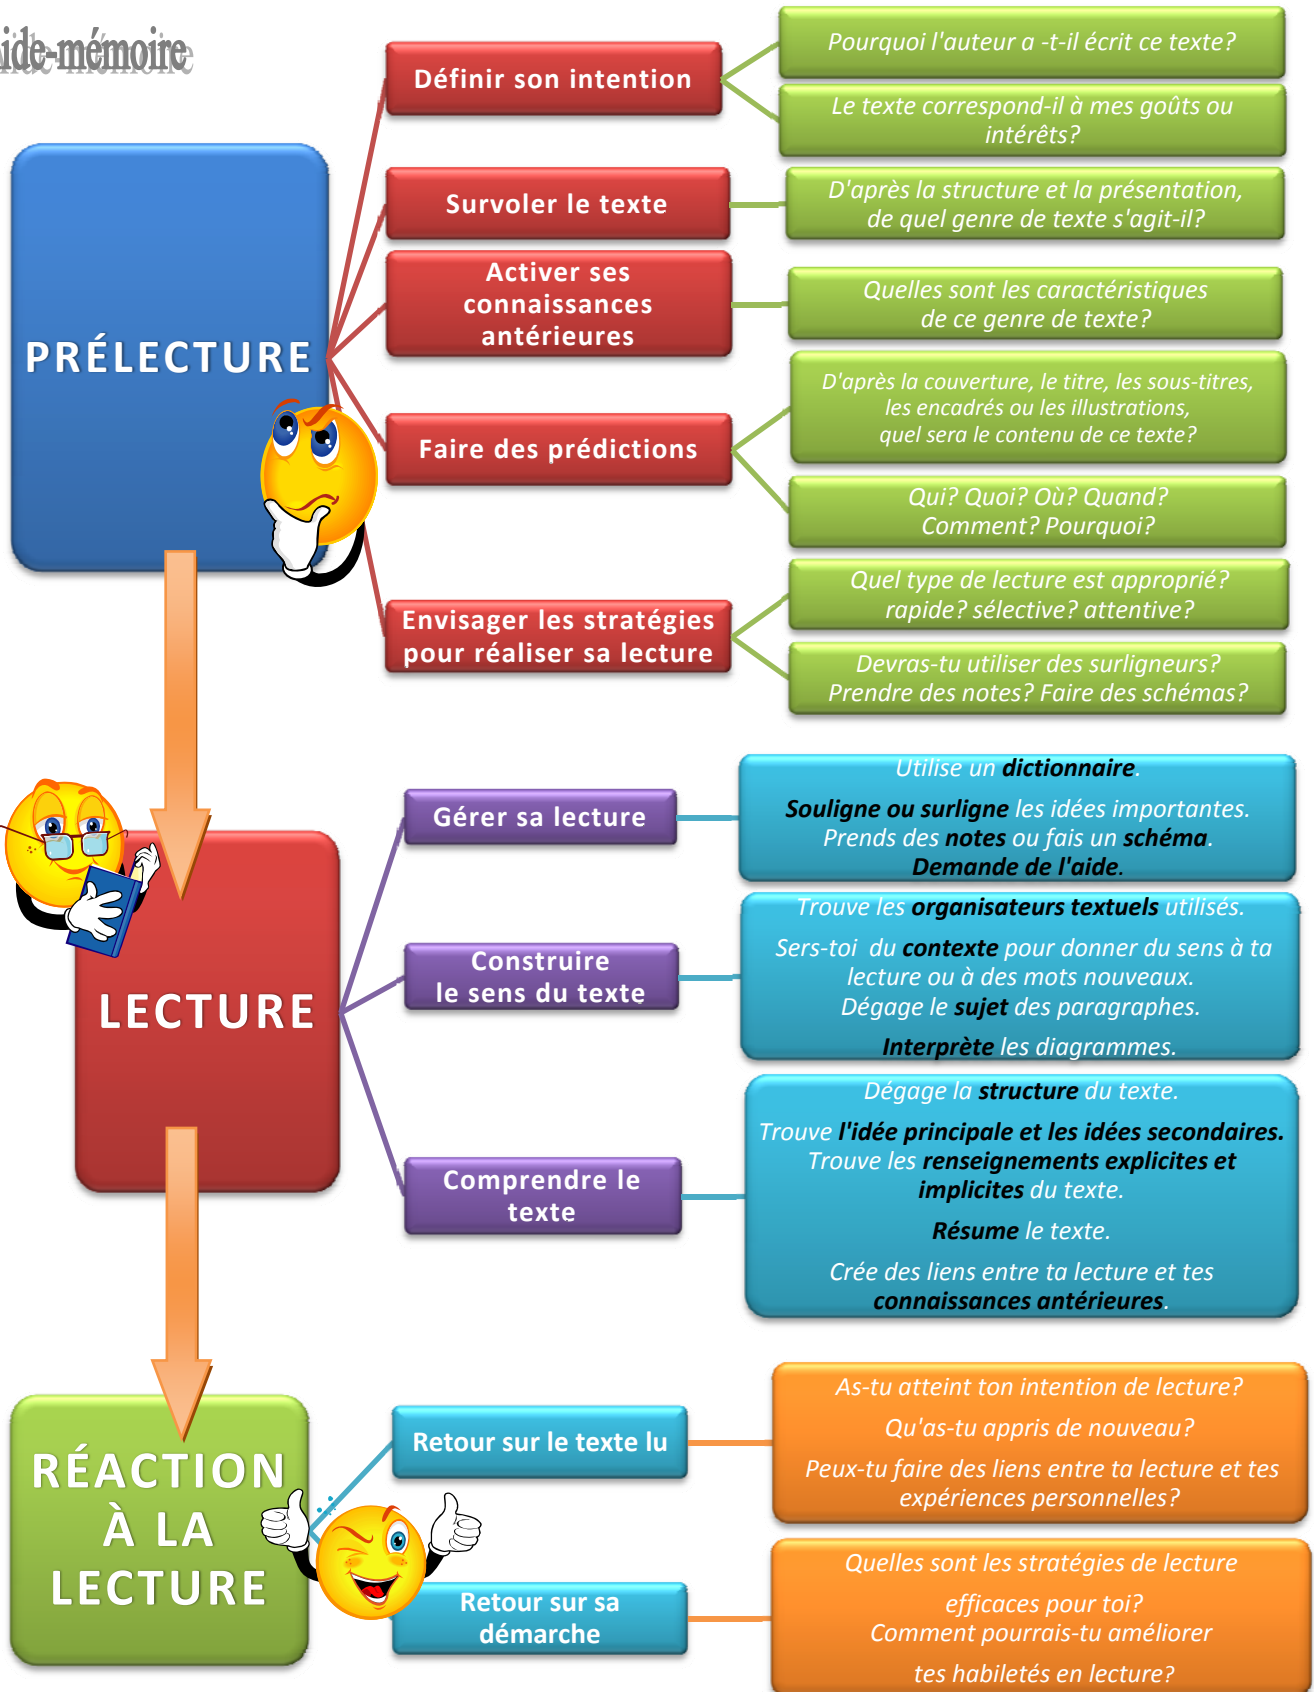 ide-mémoire
PRÉLECTURE
Définir son intention
Pourquoi l'auteur a -t-il écrit ce texte?
Le texte correspond-il à mes goûts ou
intérêts?
Survoler le texte
D'après la structure et la présentation,
de quel genre de texte s'agit-il?
Activer ses
connaissances
antérieures
Quelles sont les caractéristiques
de ce genre de texte?
Faire des prédictions
D'après la couverture, le titre, les sous-titres,
les encadrés ou les illustrations,
quel sera le contenu de ce texte?
Qui? Quoi? Où? Quand?
Comment? Pourquoi?
Envisager les stratégies
pour réaliser sa lecture
Quel type de lecture est approprié?
rapide? sélective? attentive?
Devras-tu utiliser des surligneurs?
Prendre des notes? Faire des schémas?
LECTURE
Gérer sa lecture
Utilise un dictionnaire.
Souligne ou surligne les idées importantes.
Prends des notes ou fais un schéma.
Demande de l'aide.
Construire
le sens du texte
Trouve les organisateurs textuels utilisés.
Sers-toi du contexte pour donner du sens à ta
lecture ou à des mots nouveaux.
Dégage le sujet des paragraphes.
Interprète les diagrammes.
Comprendre le
texte
Dégage la structure du texte.
Trouve l'idée principale et les idées secondaires.
Trouve les renseignements explicites et
implicites du texte.
Résume le texte.
Crée des liens entre ta lecture et tes
connaissances antérieures.
RÉACTION
À LA
LECTURE
Retour sur le texte lu
As-tu atteint ton intention de lecture?
Qu'as-tu appris de nouveau?
Peux-tu faire des liens entre ta lecture et tes
expériences personnelles?
Retour sur sa
démarche
Quelles sont les stratégies de lecture
efficaces pour toi?
Comment pourrais-tu améliorer
tes habiletés en lecture?